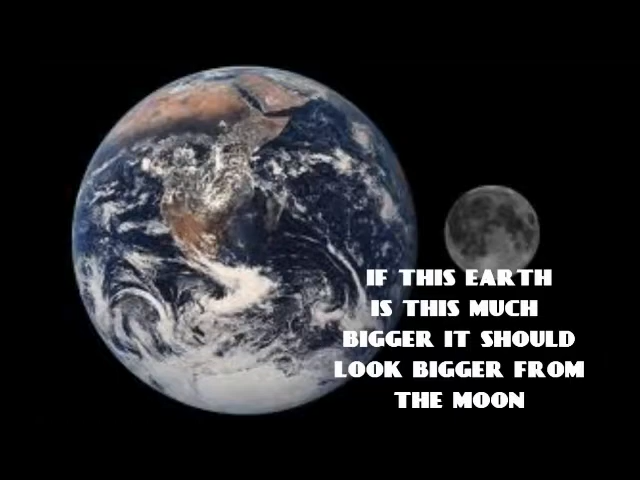 IF THIS EARTH
IS THIS MUCH
BIGGER IT SHOULD
LOOK BIGGER FROM
THE MOON